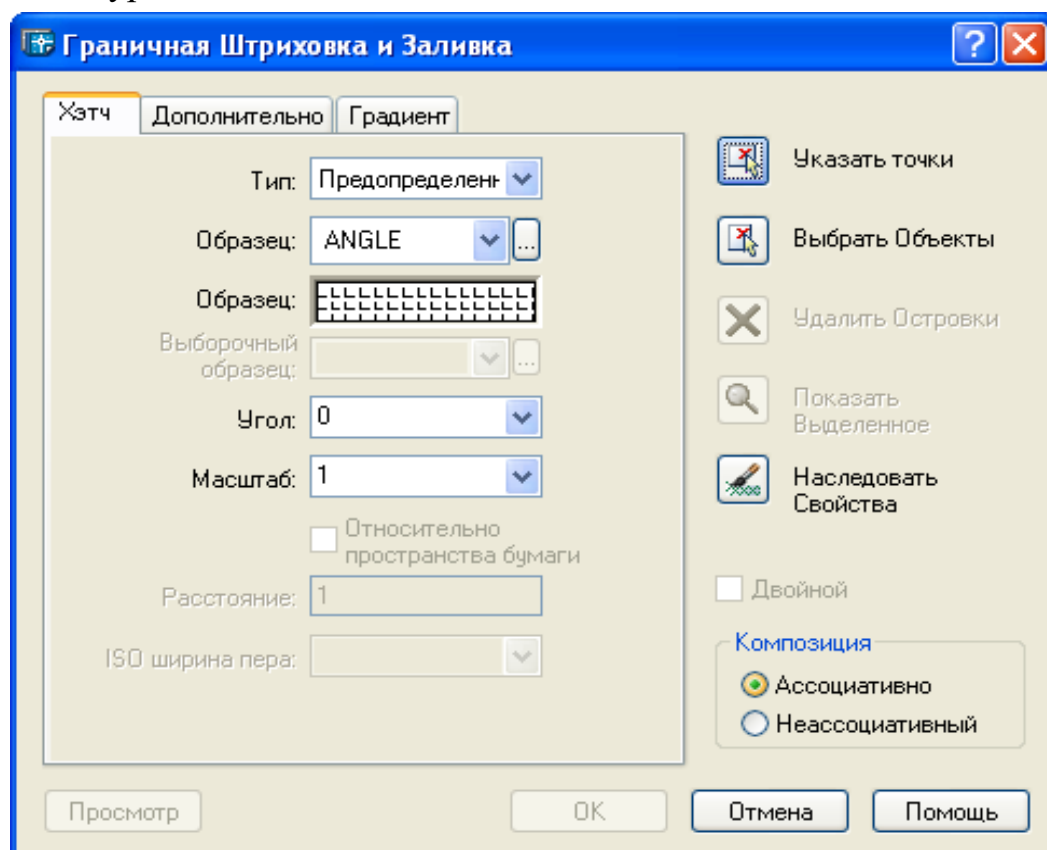 Граничная Штриховка и Заливка
Хэтч Дополнительно Градиент
Тип: Предопределен
Образец: ANGLE ...
Образец:
Выборочный
образец: ...
Угол: 0
Масштаб: 1
Относительно
пространства бумаги
Расстояние: 1
ISO ширина пера:
Указать точки
Выбрать Объекты
Удалить Островки
Показать
Выделенное
Наследовать
Свойства
Двойной
Композиция
Ассоциативно
Неассоциативный
Просмотр OK Отмена Помощь